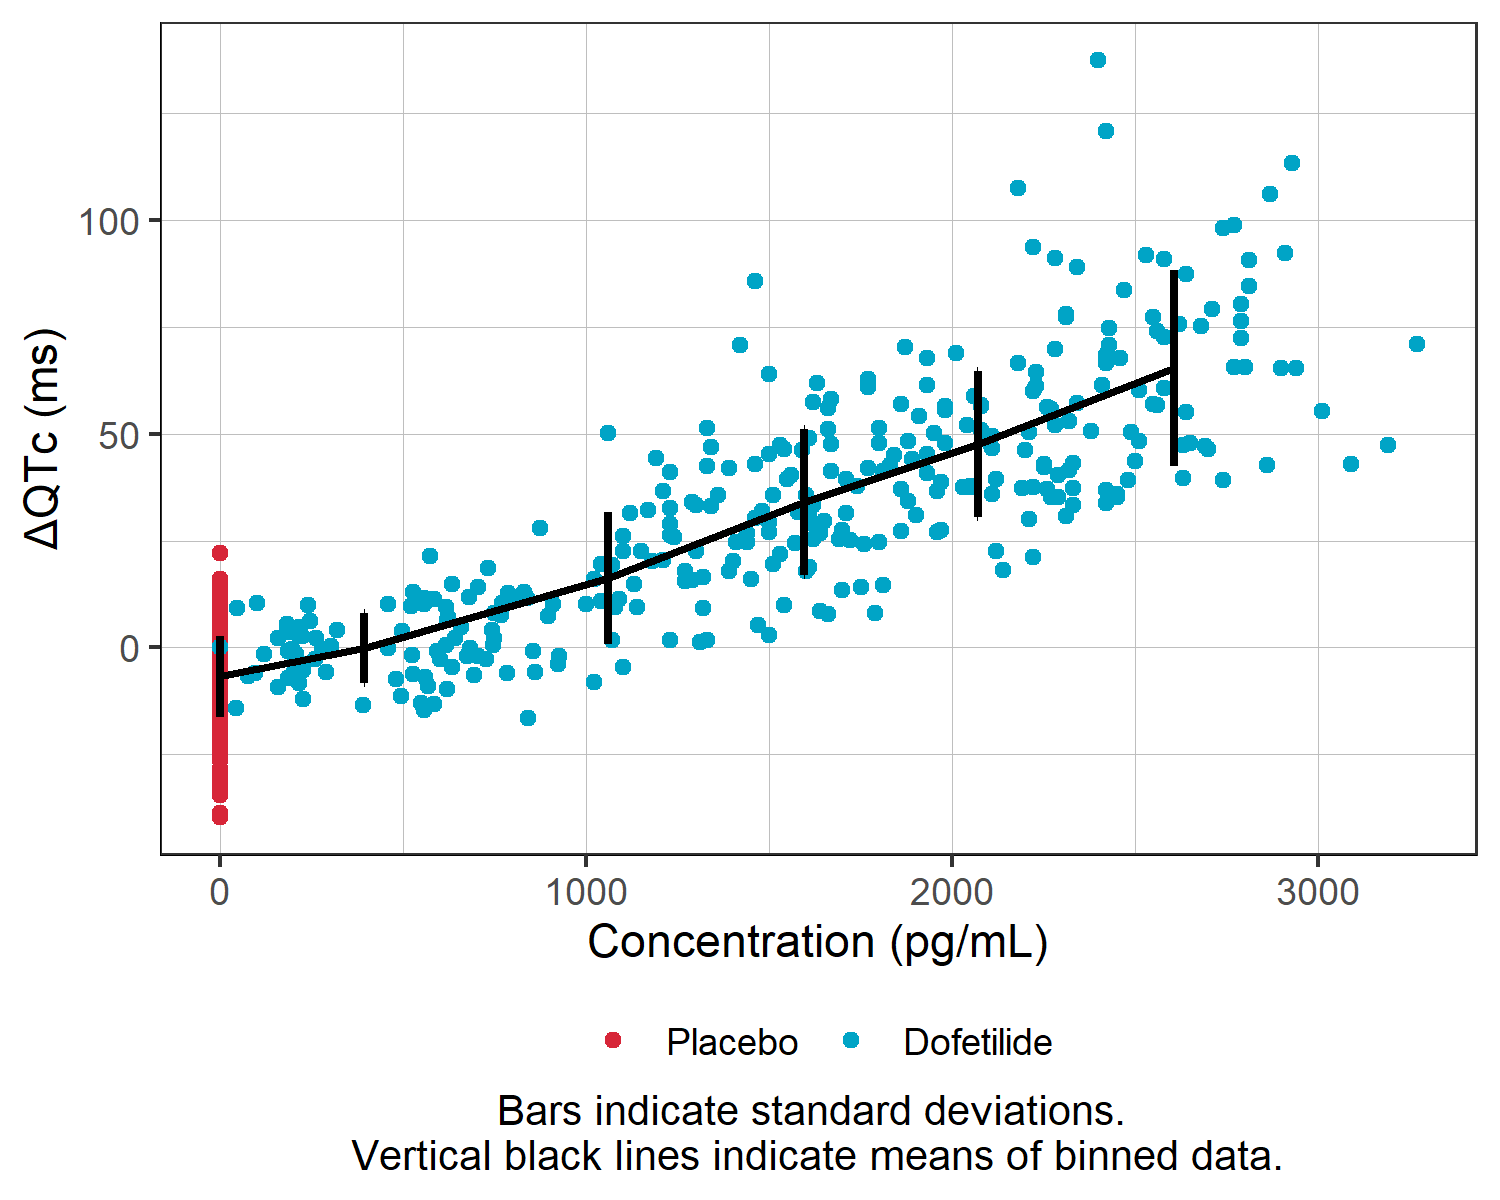 ΔQTc (ms)
100
50
0
0 1000 2000 3000
Concentration (pg/mL)
Placebo Dofetilide
Bars indicate standard deviations.
Vertical black lines indicate means of binned data.